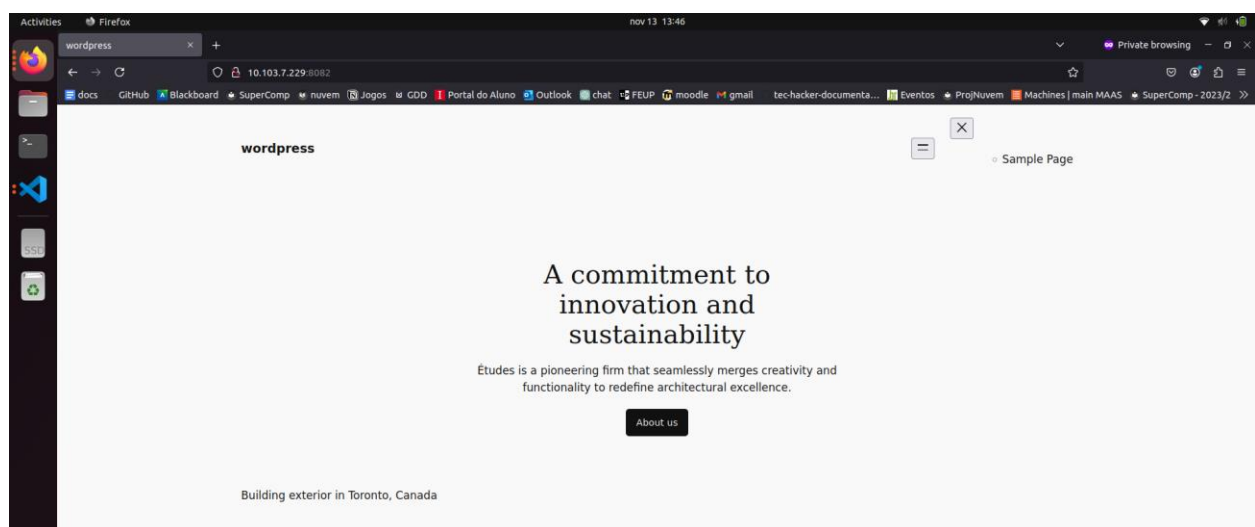 Activities Firefox nov 13 13:46
wordpress Private browsing
10.103.7.229:8082
docs GitHub Blackboard SuperComp nuvem Jogos GDD Portal do Aluno Outlook chat FEUP moodle gmail tec-hacker-documenta... Eventos ProjNuvem Machines | main MAAS SuperComp - 2023/2
wordpress
Sample Page
A commitment to
innovation and
sustainability
Études is a pioneering firm that seamlessly merges creativity and
functionality to redefine architectural excellence.
About us
Building exterior in Toronto, Canada
SSD